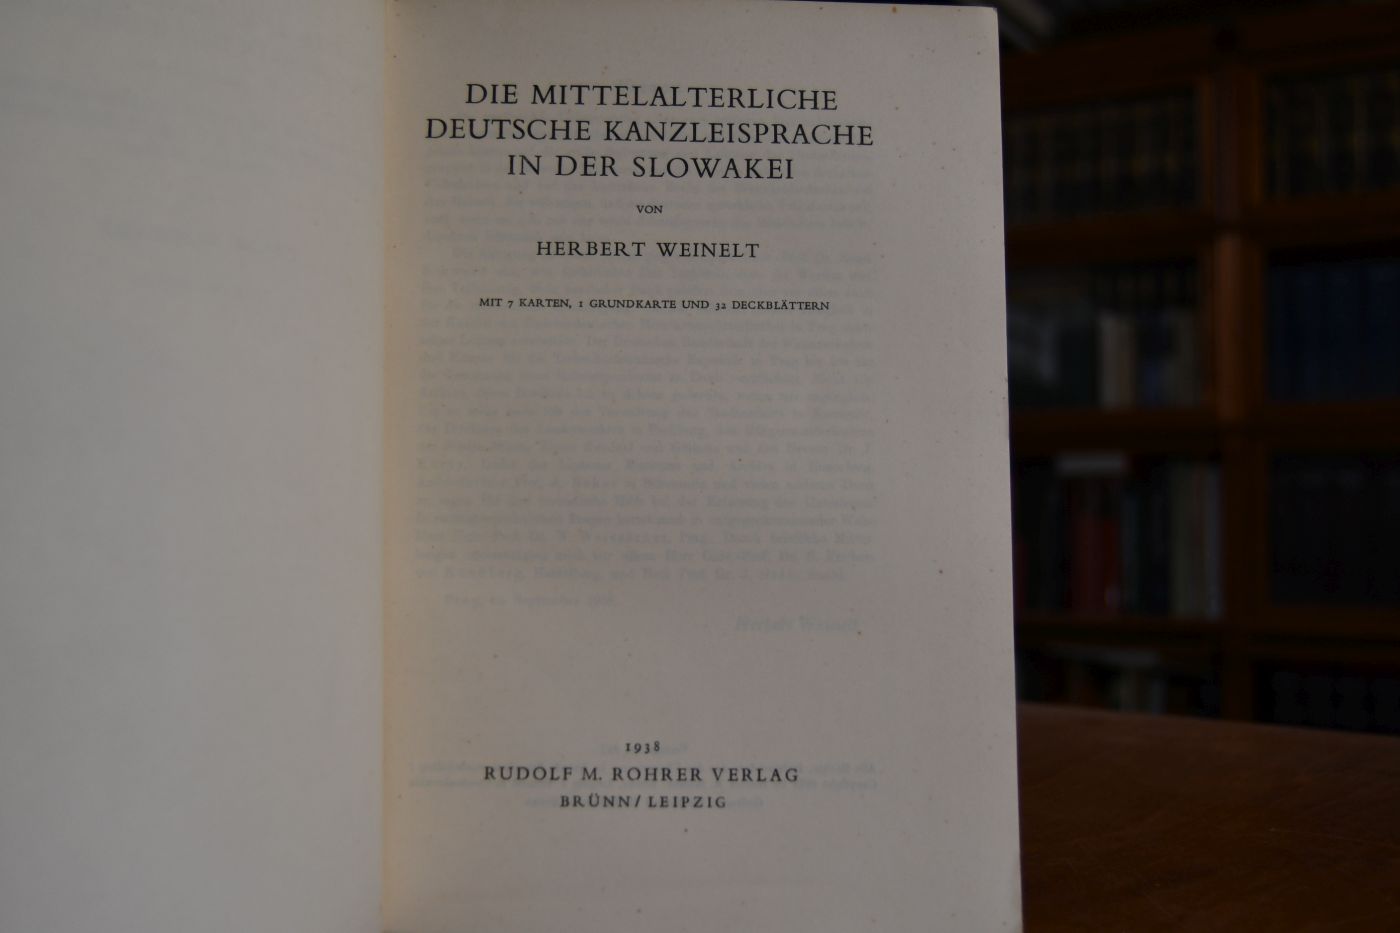 DIE MITTELALTERLICHE
DEUTSCHE KANZLEISPRACHE
IN DER SLOWAKEI
VON
HERBERT WEINELT
MIT 7 KARTEN, 1 GRUNDKARTE UND 32 DECKBLÄTTERN
1938
RUDOLF M. ROHRER VERLAG
BRÜNN/LEIPZIG